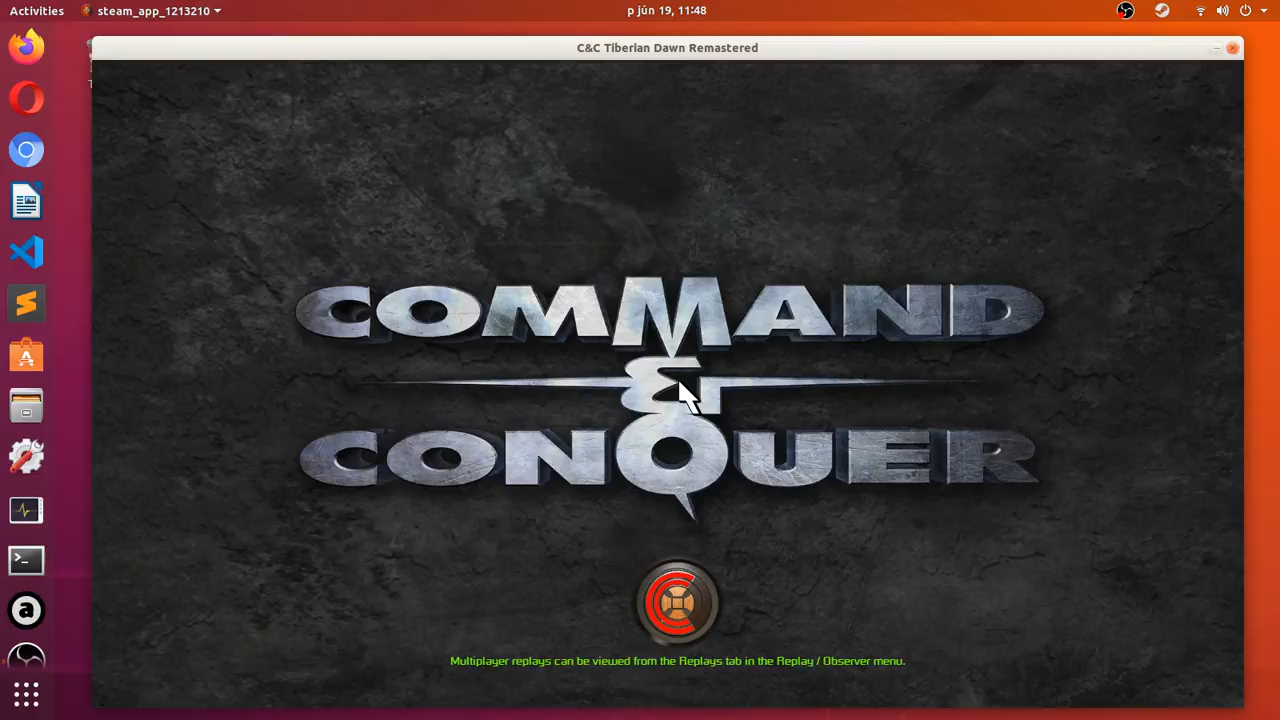 Activities
steam_app_1213210
p jún 19, 11:48
C&C Tiberian Dawn Remastered
COMMAND
&
CONQUER
Multiplayer replays can be viewed from the Replays tab in the Replay / Observer menu.